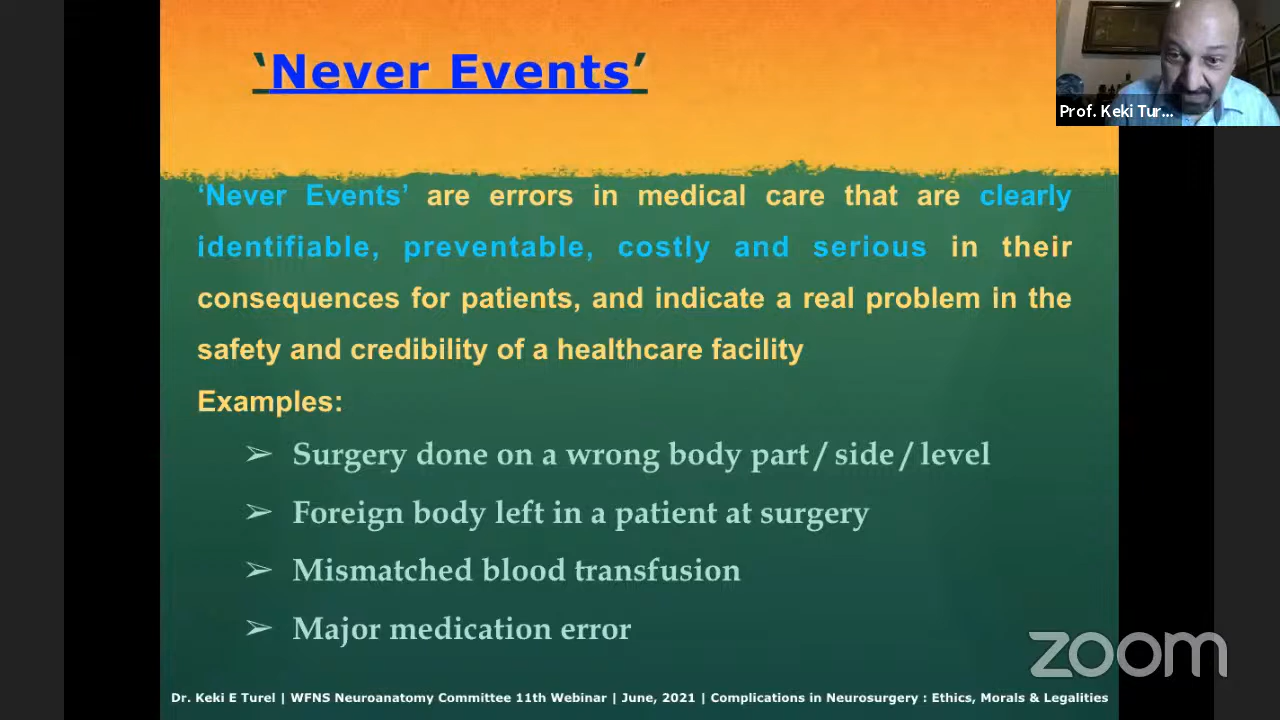 ‘Never Events’
Prof. Keki Tur...
‘Never Events’ are errors in medical care that are clearly
identifiable, preventable, costly and serious in their
consequences for patients, and indicate a real problem in the
safety and credibility of a healthcare facility
Examples:
➢ Surgery done on a wrong body part / side / level
➢ Foreign body left in a patient at surgery
➢ Mismatched blood transfusion
➢ Major medication error
zoom
Dr. Keki E Turel | WFNS Neuroanatomy Committee 11th Webinar | June, 2021 | Complications in Neurosurgery : Ethics, Morals & Legalities